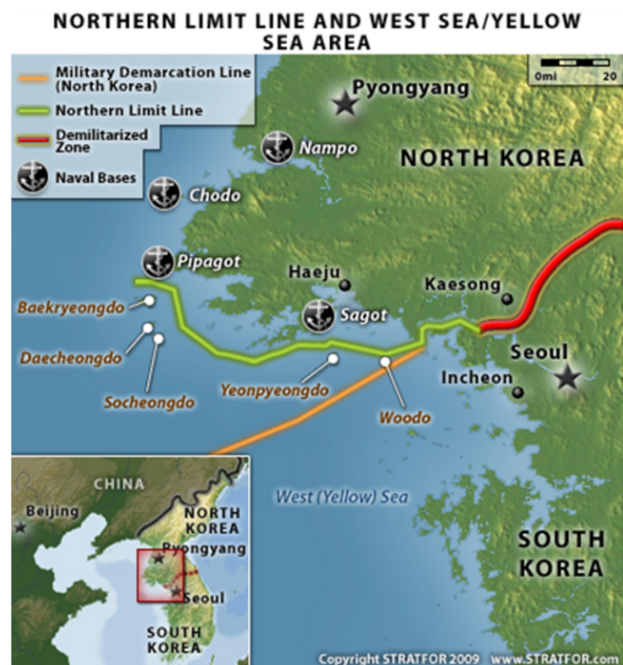 NORTHERN LIMIT LINE AND WEST SEA/YELLOW
SEA AREA
Military Demarcation Line
(North Korea)
Northern Limit Line
Demilitarized
Zone
Naval Bases
0mi 20
Pyongyang
Nampo
NORTH KOREA
Chodo
Pipagot
Haeju
Kaesong
Baekryeongdo
Sagot
Daecheongdo
Seoul
Yeonpyeongdo
Incheon
Socheongdo
Woodo
CHINA
West (Yellow) Sea
Beijing
NORTH
KOREA
Pyongyang
SOUTH
KOREA
Seoul
SOUTH
KOREA
Copyright STRATFOR 2009 www.STRATFOR.com